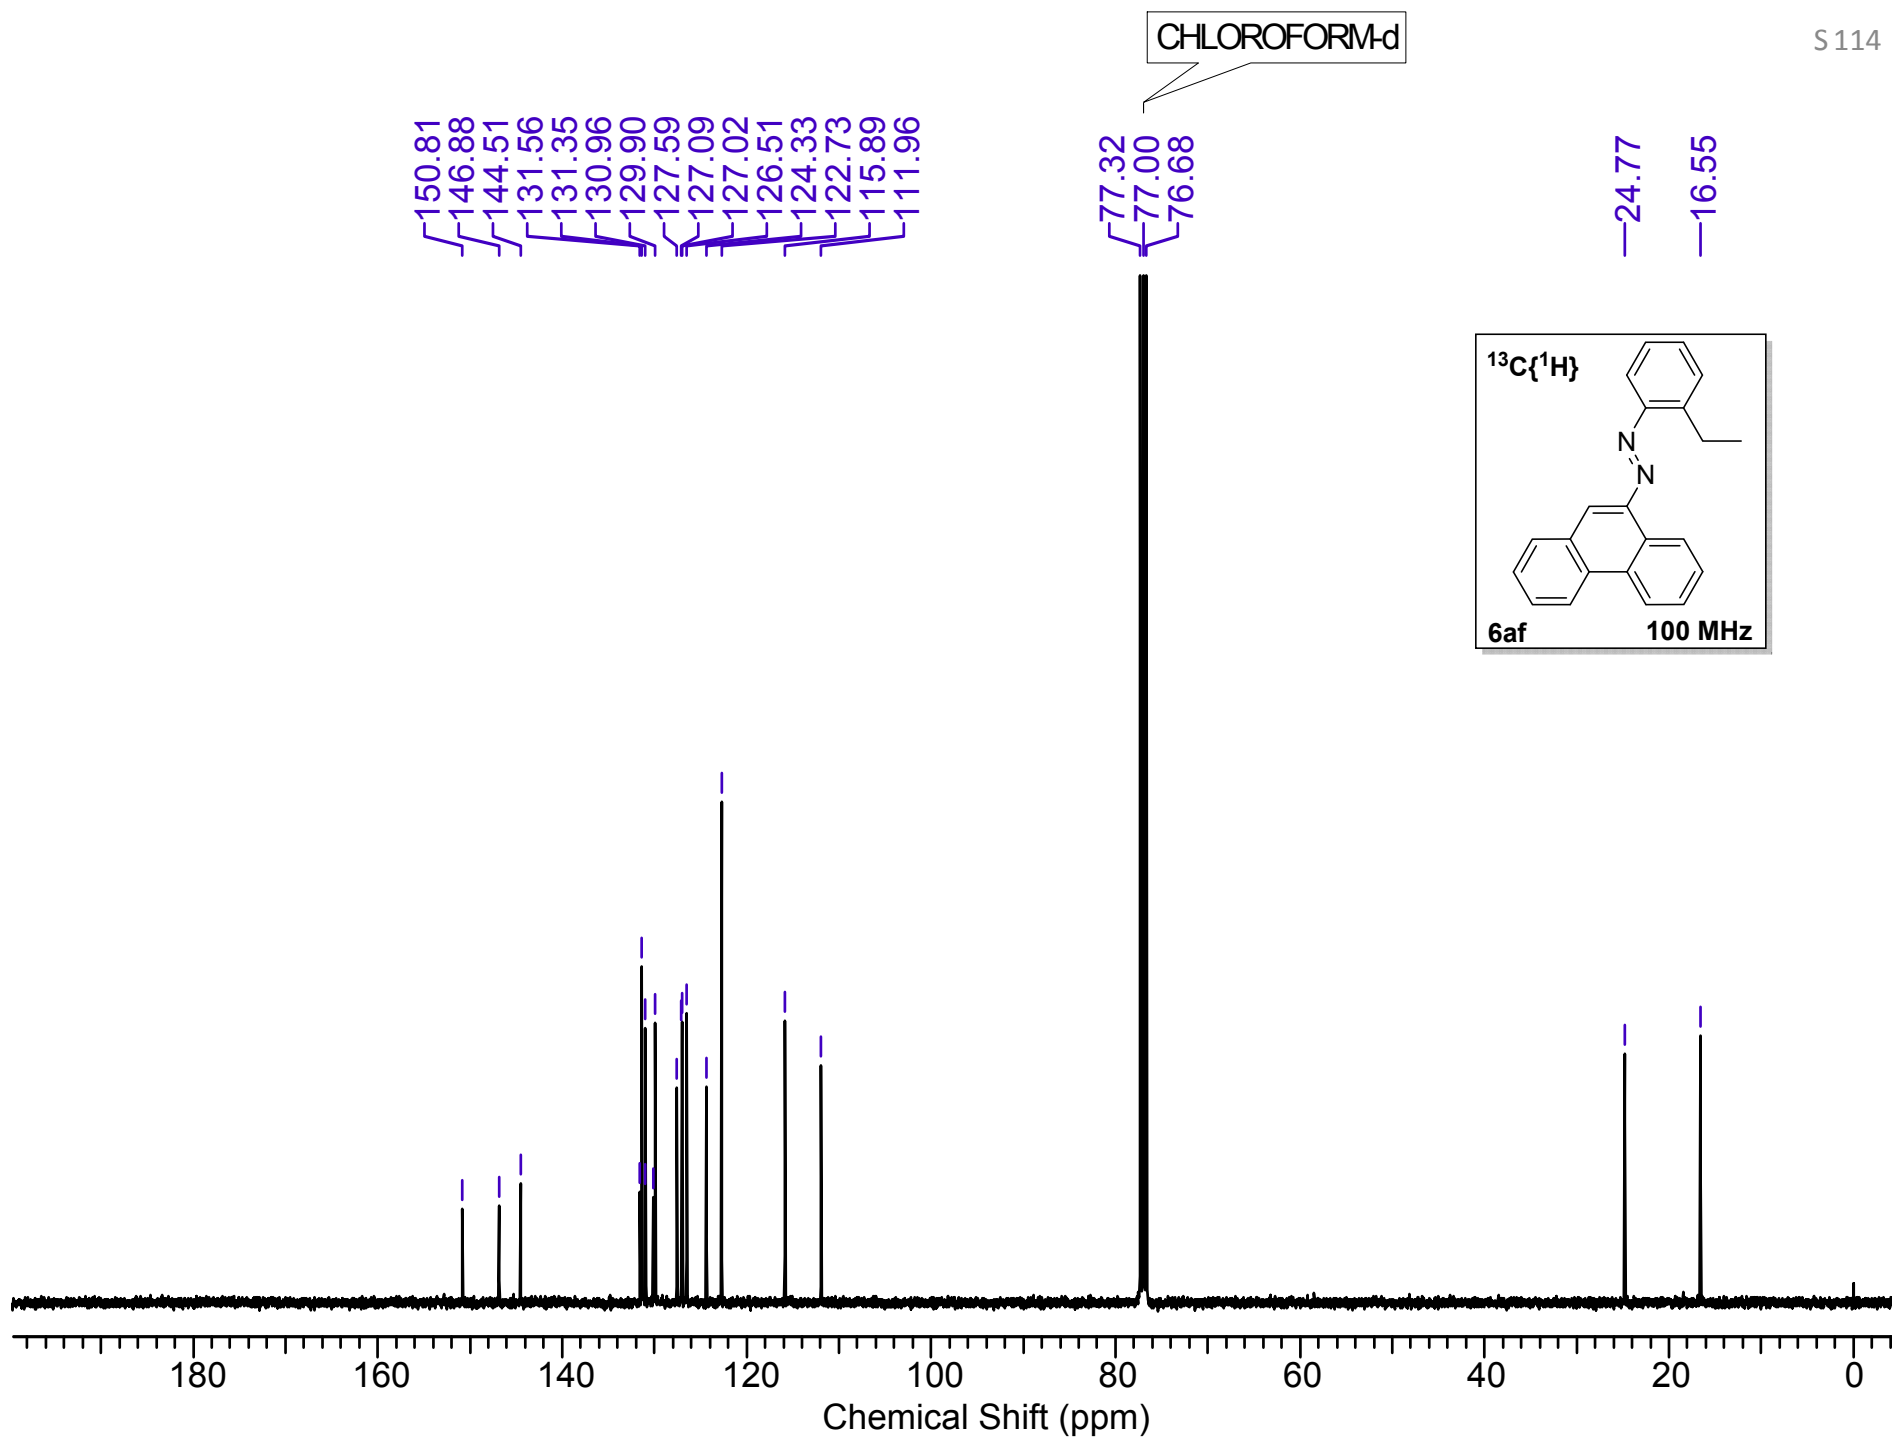 CHLOROFORM-d
S 114
150.81
146.88
144.51
131.56
131.35
130.96
129.90
127.59
127.09
127.02
126.51
124.33
122.73
115.89
111.96
77.32
77.00
76.68
24.77
16.55
¹³C{¹H}
N
N
6af 100 MHz
180 160 140 120 100 80 60 40 20 0
Chemical Shift (ppm)